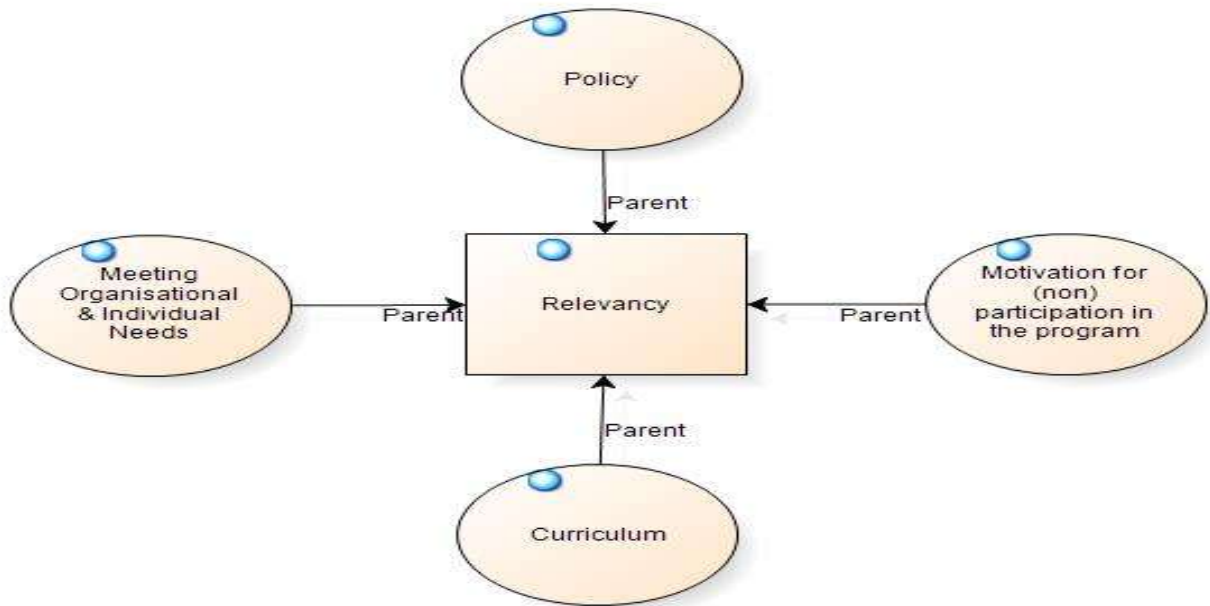 Policy
Parent
Meeting
Organisational
& Individual
Needs
Parent
Relevancy
Parent
Motivation for
(non)
participation in
the program
Parent
Curriculum